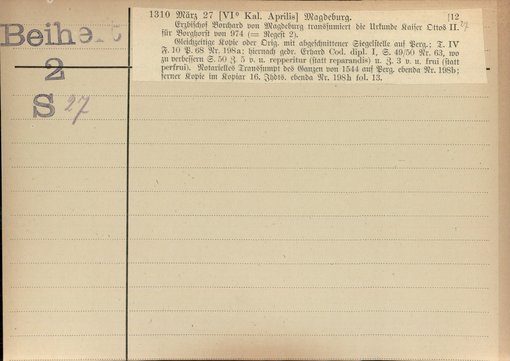 Beiheft
2
S 27
1310 März 27 [VIº Kal. Aprilis] Magdeburg. [12
Erzbischof Borchard von Magdeburg transsumiert die Urkunde Kaiser Ottos II.
für Borghorst von 974 (= Regest 2).
Gleichzeitige Kopie oder Orig. mit abgeschnittener Siegelstelle auf Perg.; T. IV
F. 10 P. 68 Nr. 198a; hiernach gedr. Erhard Cod. dipl. I, S. 49/50 Nr. 63, wo
zu verbessern S. 50 Z. 5 v. u. repperitur (statt reparandis) u. Z. 3 v. u. frui (statt
perfrui). Notarielles Transsumpt des Ganzen von 1544 auf Perg. ebenda Nr. 198b;
ferner Kopie im Kopiar 16. Jhdts. ebenda Nr. 198h fol. 13.